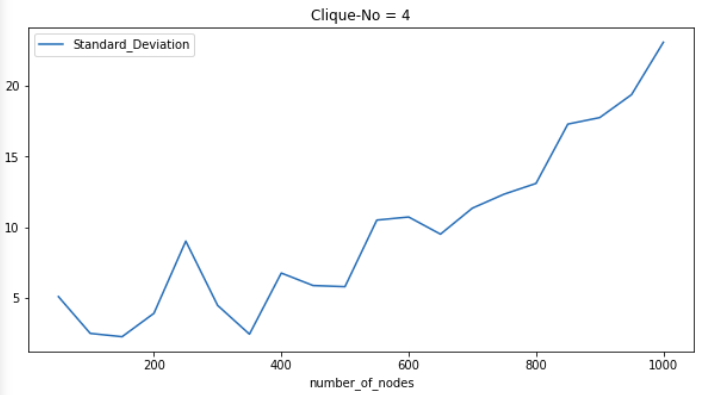 Clique-No = 4
Standard_Deviation
20
15
10
5
200 400 600 800 1000
number_of_nodes